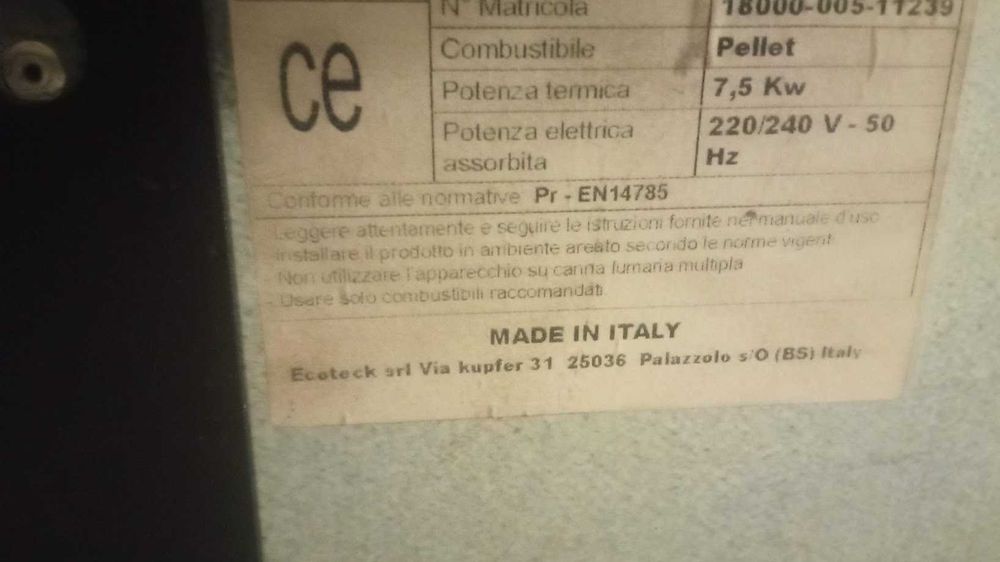 N° Matricola 18000-005-11239
CE
Combustibile Pellet
Potenza termica 7,5 Kw
Potenza elettrica assorbita 220/240 V - 50 Hz
Conforme alle normative Pr - EN14785
Leggere attentamente e seguire le istruzioni fornite nel manuale d'uso
installare il prodotto in ambiente areato secondo le norme vigenti
- Non utilizzare l'apparecchio su canna fumaria multipla
- Usare solo combustibili raccomandati
MADE IN ITALY
Ecoteck srl Via kupfer 31 25036 Palazzolo s/O (BS) Italy